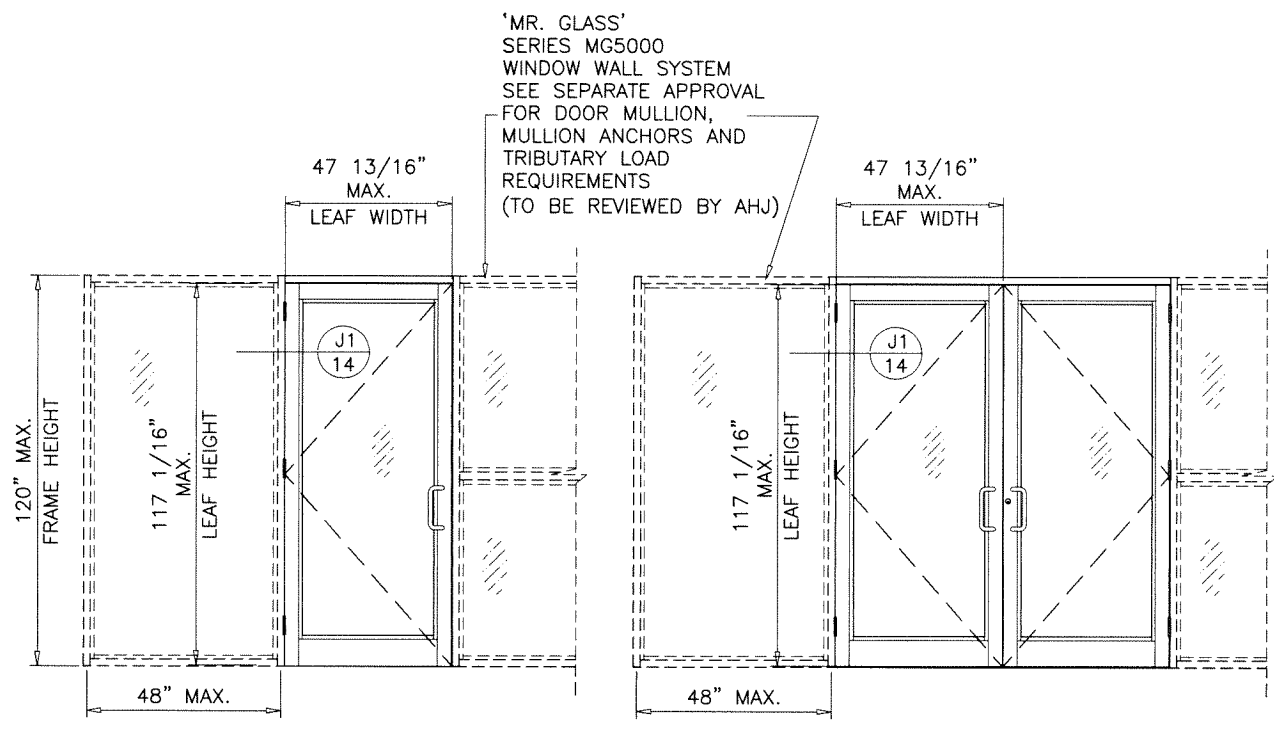 'MR. GLASS'
SERIES MG5000
WINDOW WALL SYSTEM
SEE SEPARATE APPROVAL
FOR DOOR MULLION,
MULLION ANCHORS AND
TRIBUTARY LOAD
REQUIREMENTS
(TO BE REVIEWED BY AHJ)
47 13/16"
MAX.
LEAF WIDTH
47 13/16"
MAX.
LEAF WIDTH
J1
14
120" MAX.
FRAME HEIGHT
117 1/16"
MAX.
LEAF HEIGHT
48" MAX.
J1
14
117 1/16"
MAX.
LEAF HEIGHT
48" MAX.